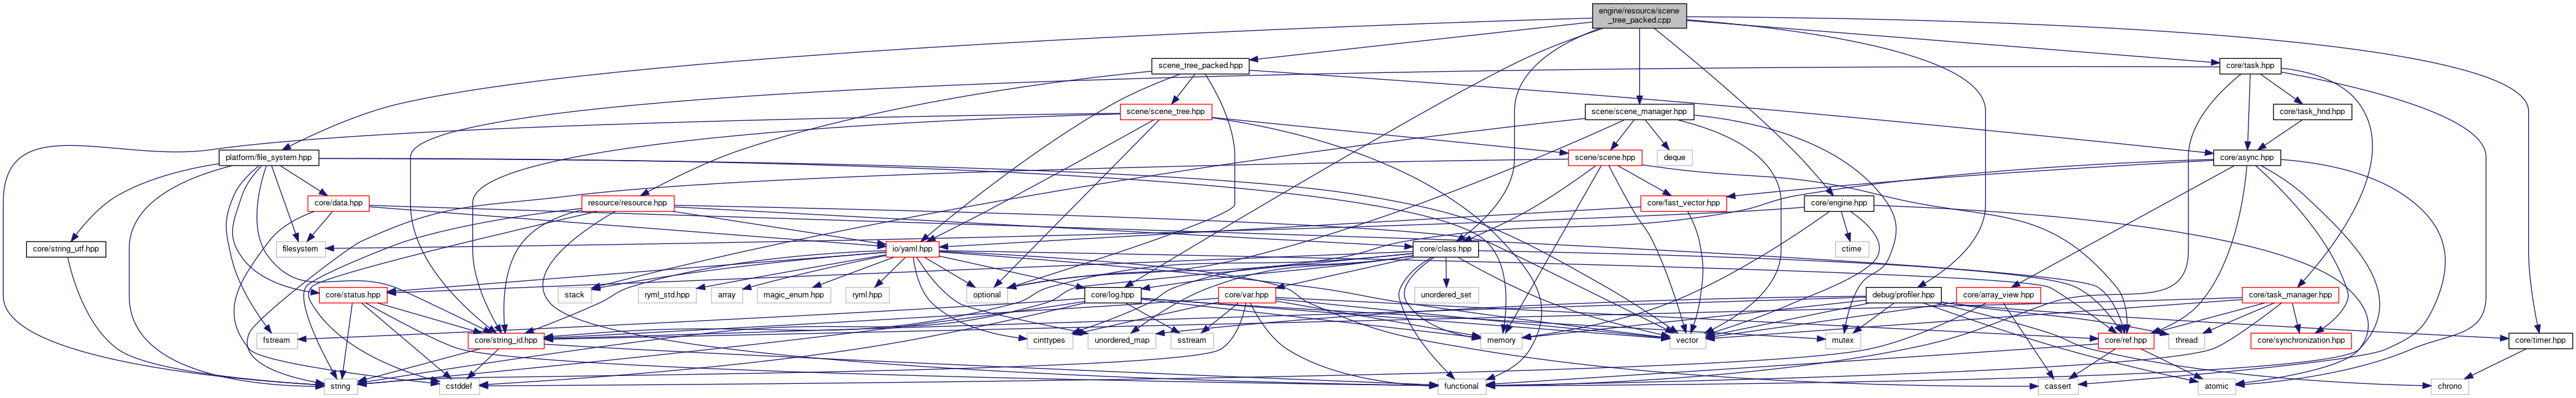 engine/resource/scene
_tree_packed.cpp
scene_tree_packed.hpp
core/task.hpp
scene/scene_tree.hpp
scene/scene_manager.hpp
core/task_hnd.hpp
platform/file_system.hpp
scene/scene.hpp
deque
core/async.hpp
core/data.hpp
resource/resource.hpp
core/fast_vector.hpp
core/engine.hpp
core/string_utf.hpp
filesystem
io/yaml.hpp
core/class.hpp
ctime
core/status.hpp
stack
ryml_std.hpp
array
magic_enum.hpp
ryml.hpp
optional
core/log.hpp
unordered_set
core/var.hpp
debug/profiler.hpp
core/array_view.hpp
core/task_manager.hpp
fstream
core/string_id.hpp
unordered_map
sstream
cinttypes
memory
vector
mutex
core/ref.hpp
thread
core/synchronization.hpp
core/timer.hpp
string
cstddef
functional
cassert
atomic
chrono